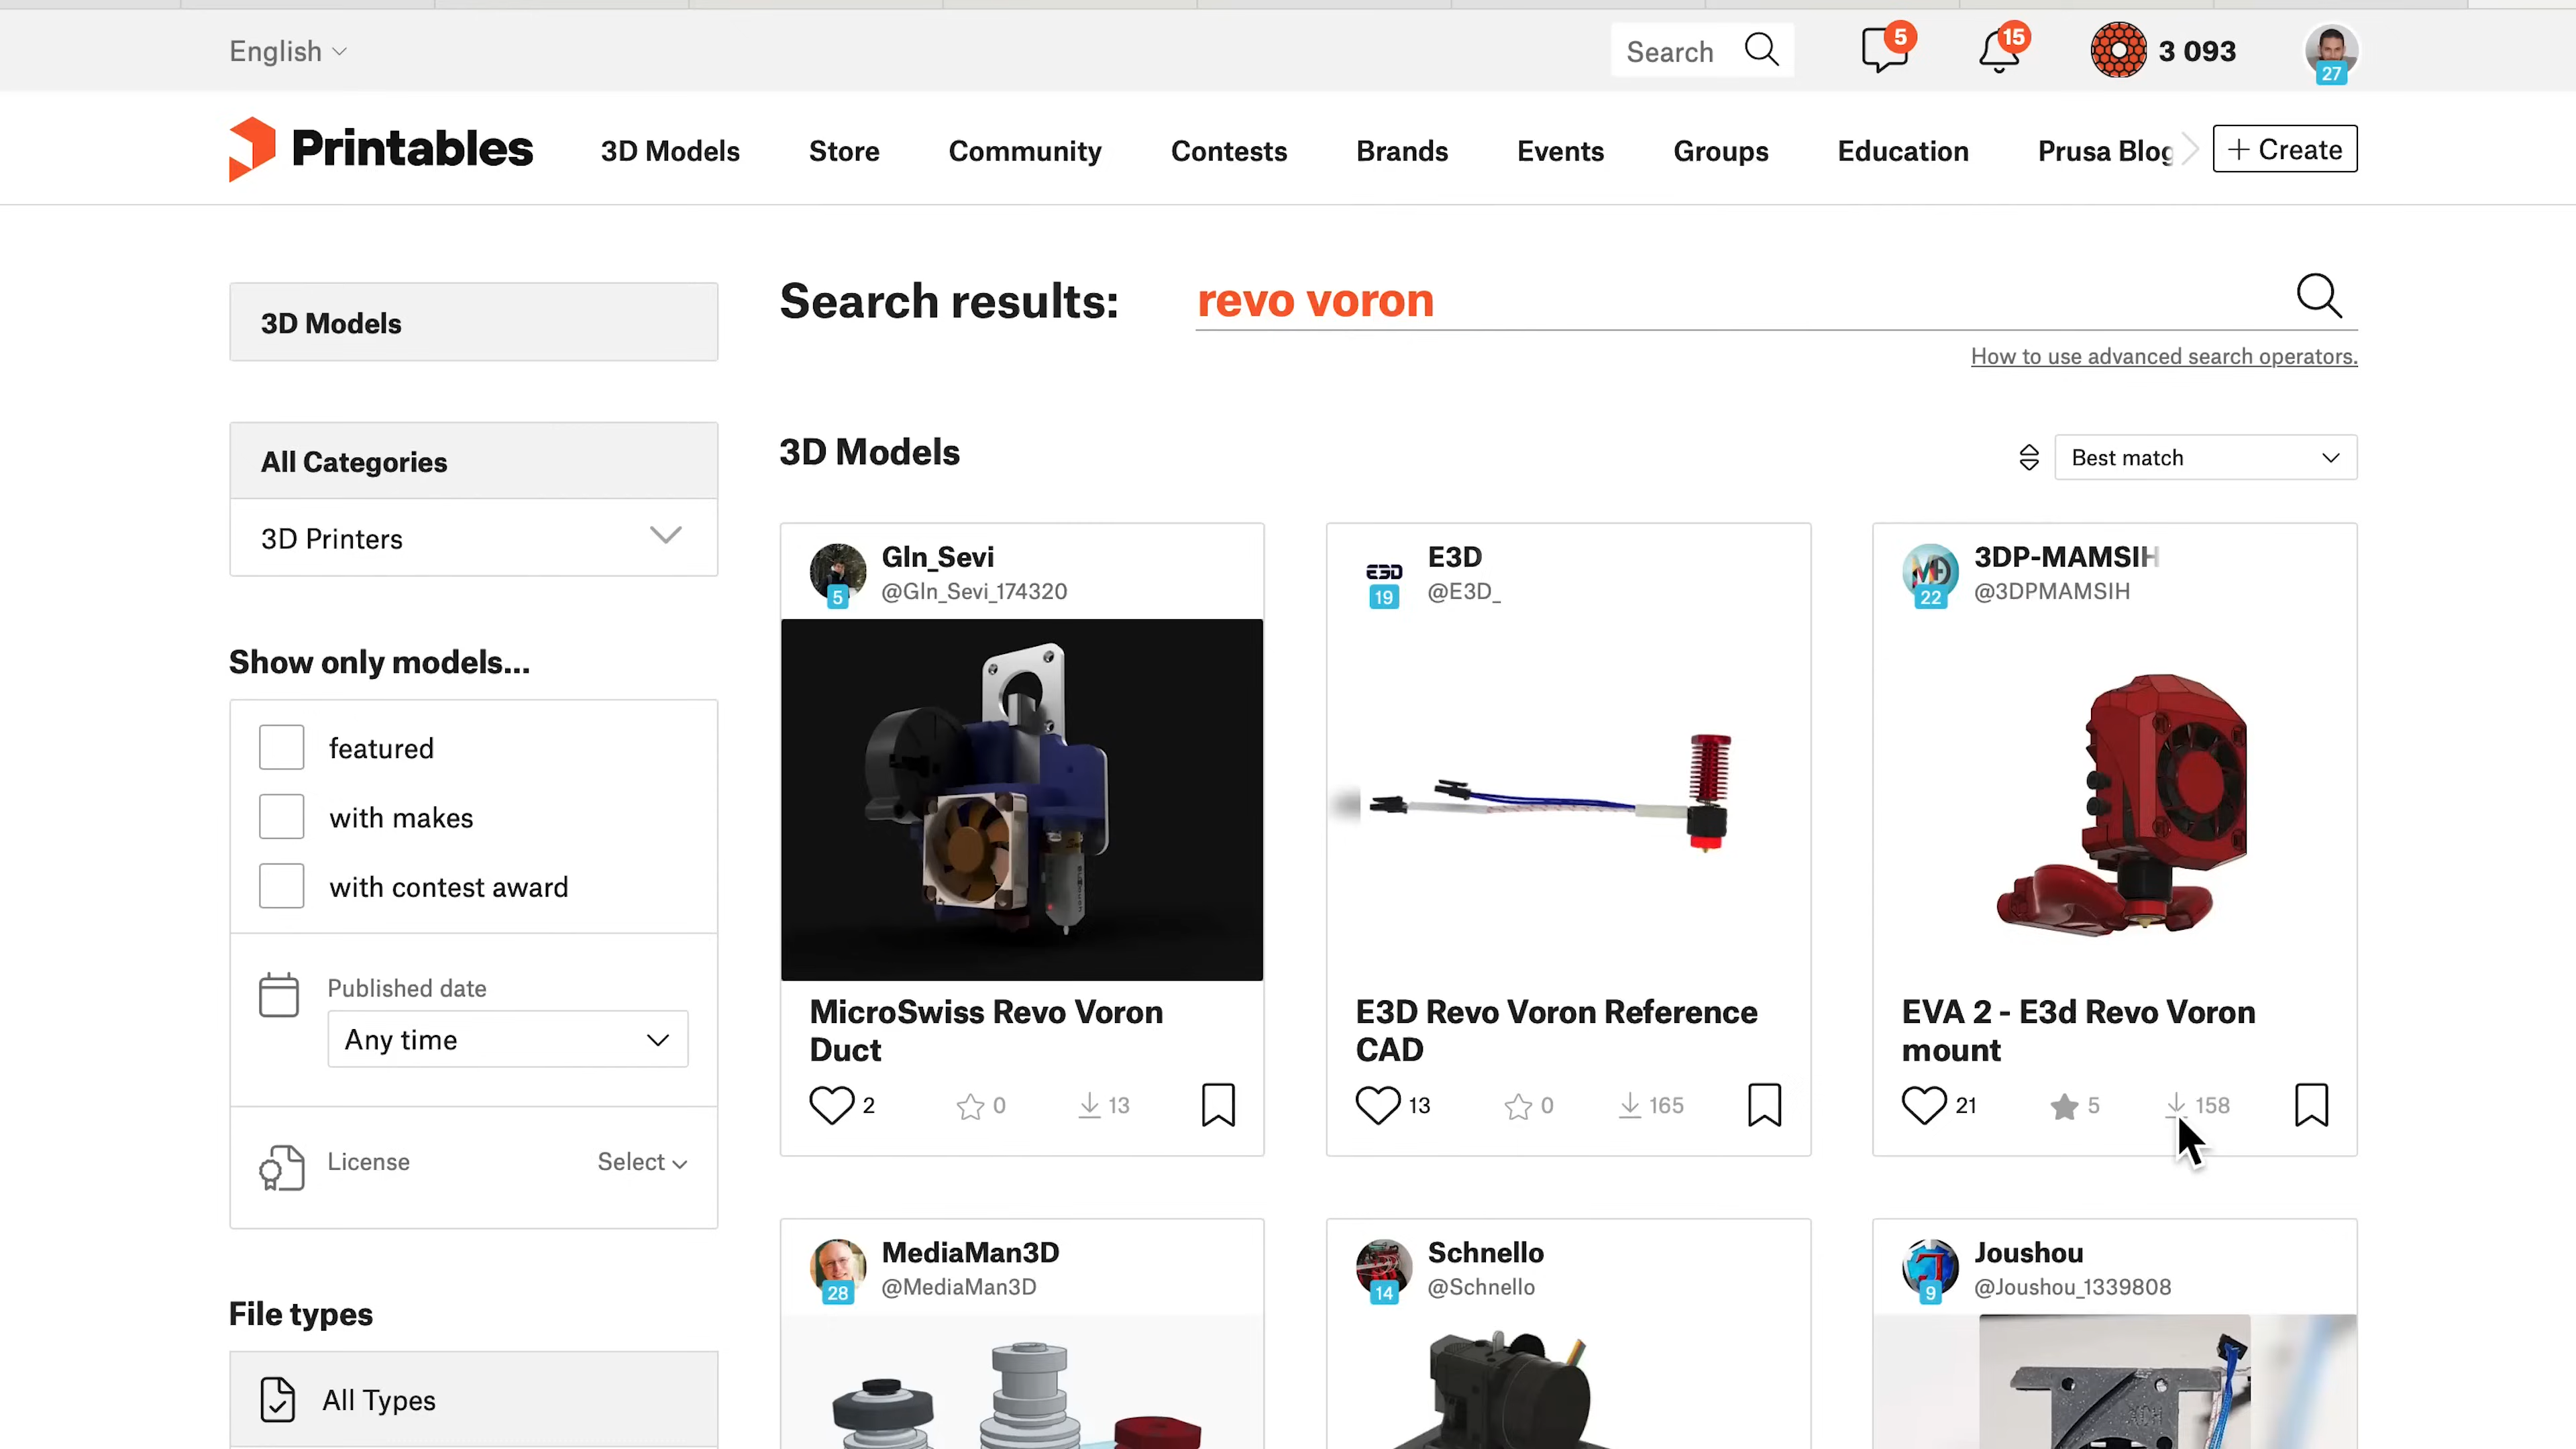 English
Search
5
15
3 093
27
Printables
3D Models
Store
Community
Contests
Brands
Events
Groups
Education
Prusa Blog
+ Create
3D Models
All Categories
3D Printers
Show only models...
featured
with makes
with contest award
Published date
Any time
License
Select
File types
All Types
Search results: revo voron
How to use advanced search operators.
3D Models
Best match
Gln_Sevi
@Gln_Sevi_174320
5
MicroSwiss Revo Voron
Duct
2
0
13
E3D
E3D
@E3D_
19
E3D Revo Voron Reference
CAD
13
0
165
3DP-MAMSIH
@3DPMAMSIH
22
EVA 2 - E3d Revo Voron
mount
21
5
158
MediaMan3D
@MediaMan3D
28
Schnello
@Schnello
14
Joushou
@Joushou_1339808
9